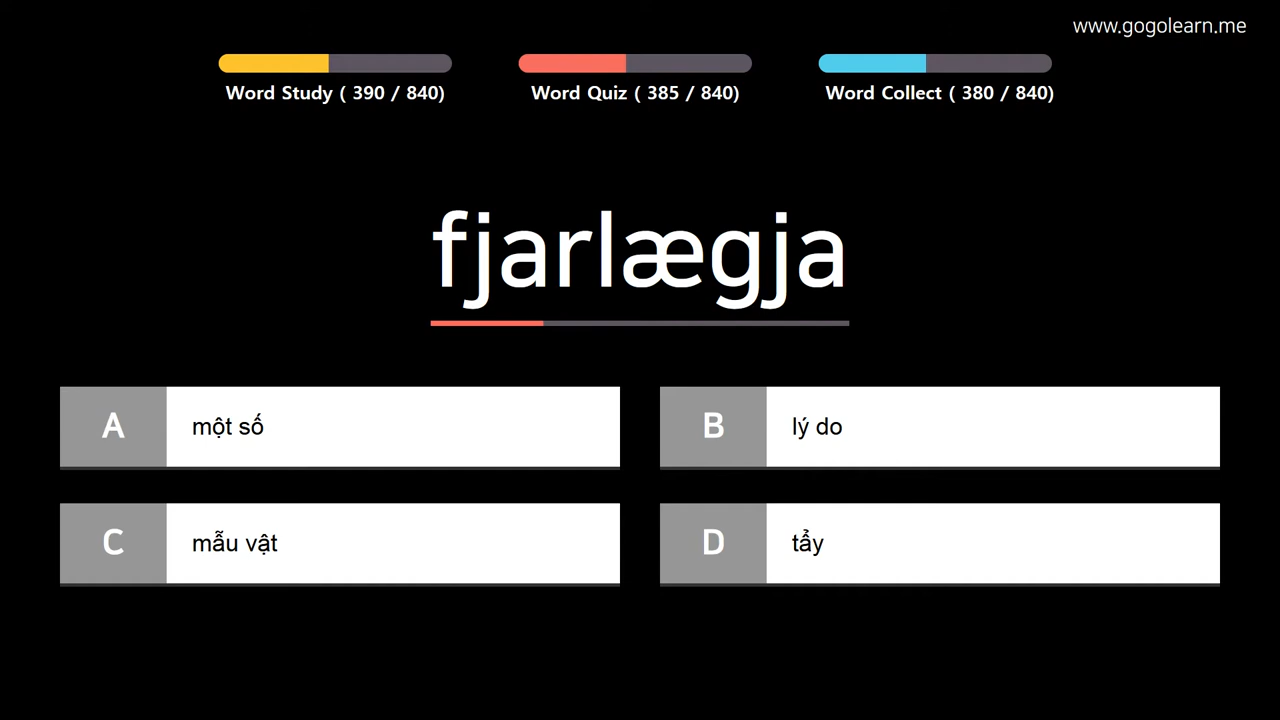 www.gogolearn.me
Word Study ( 390 / 840)
Word Quiz ( 385 / 840)
Word Collect ( 380 / 840)
fjarlægja
A một số
B lý do
C mẫu vật
D tẩy